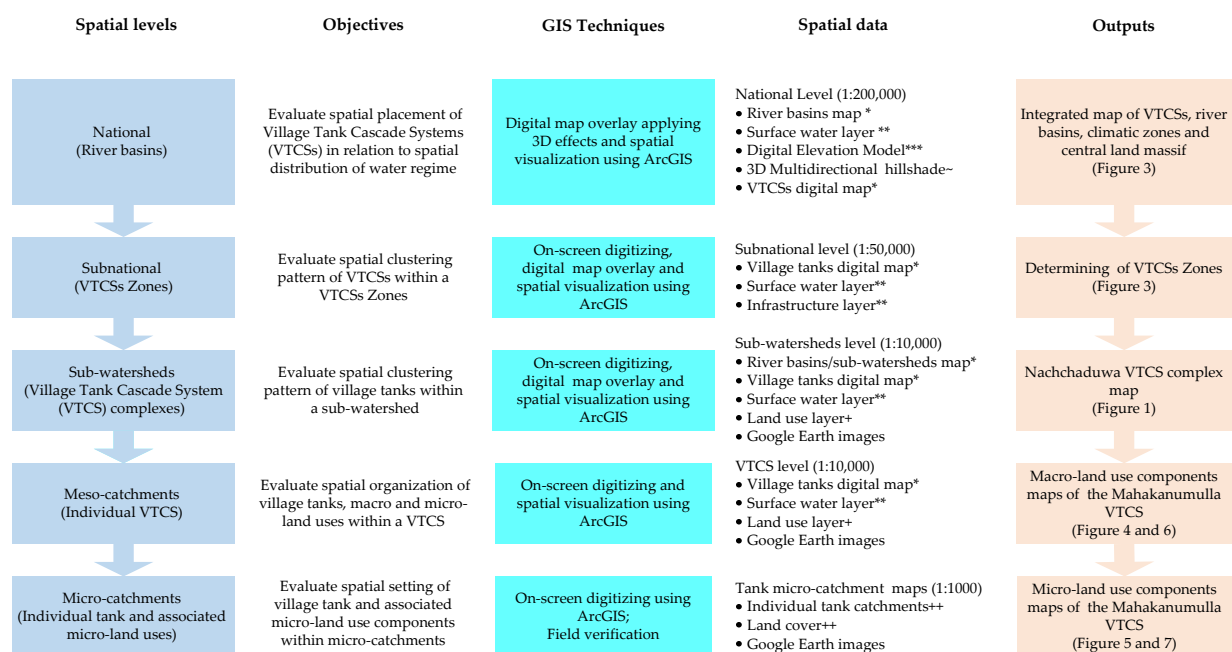 Spatial levels
Objectives
GIS Techniques
Spatial data
Outputs
National
(River basins)
Evaluate spatial placement of
Village Tank Cascade Systems
(VTCSs) in relation to spatial
distribution of water regime
Digital map overlay applying
3D effects and spatial
visualization using ArcGIS
National Level (1:200,000)
• River basins map *
• Surface water layer **
• Digital Elevation Model***
• 3D Multidirectional hillshade~
• VTCSs digital map*
Integrated map of VTCSs, river
basins, climatic zones and
central land massif
(Figure 3)
Subnational
(VTCSs Zones)
Evaluate spatial clustering
pattern of VTCSs within a
VTCSs Zones
On-screen digitizing,
digital map overlay and
spatial visualization using
ArcGIS
Subnational level (1:50,000)
• Village tanks digital map*
• Surface water layer**
• Infrastructure layer**
Determining of VTCSs Zones
(Figure 3)
Sub-watersheds
(Village Tank Cascade System
(VTCS) complexes)
Evaluate spatial clustering
pattern of village tanks within
a sub-watershed
On-screen digitizing,
digital map overlay and
spatial visualization using
ArcGIS
Sub-watersheds level (1:10,000)
• River basins/sub-watersheds map*
• Village tanks digital map*
• Surface water layer**
• Land use layer+
• Google Earth images
Nachchaduwa VTCS complex
map
(Figure 1)
Meso-catchments
(Individual VTCS)
Evaluate spatial organization of
village tanks, macro and micro-
land uses within a VTCS
On-screen digitizing and
spatial visualization using
ArcGIS
VTCS level (1:10,000)
• Village tanks digital map*
• Surface water layer**
• Land use layer+
• Google Earth images
Macro-land use components
maps of the Mahakanumulla
VTCS
(Figure 4 and 6)
Micro-catchments
(Individual tank and associated
micro-land uses)
Evaluate spatial setting of
village tank and associated
micro-land use components
within micro-catchments
On-screen digitizing using
ArcGIS;
Field verification
Tank micro-catchment maps (1:1000)
• Individual tank catchments++
• Land cover++
• Google Earth images
Micro-land use components
maps of the Mahakanumulla
VTCS
(Figure 5 and 7)